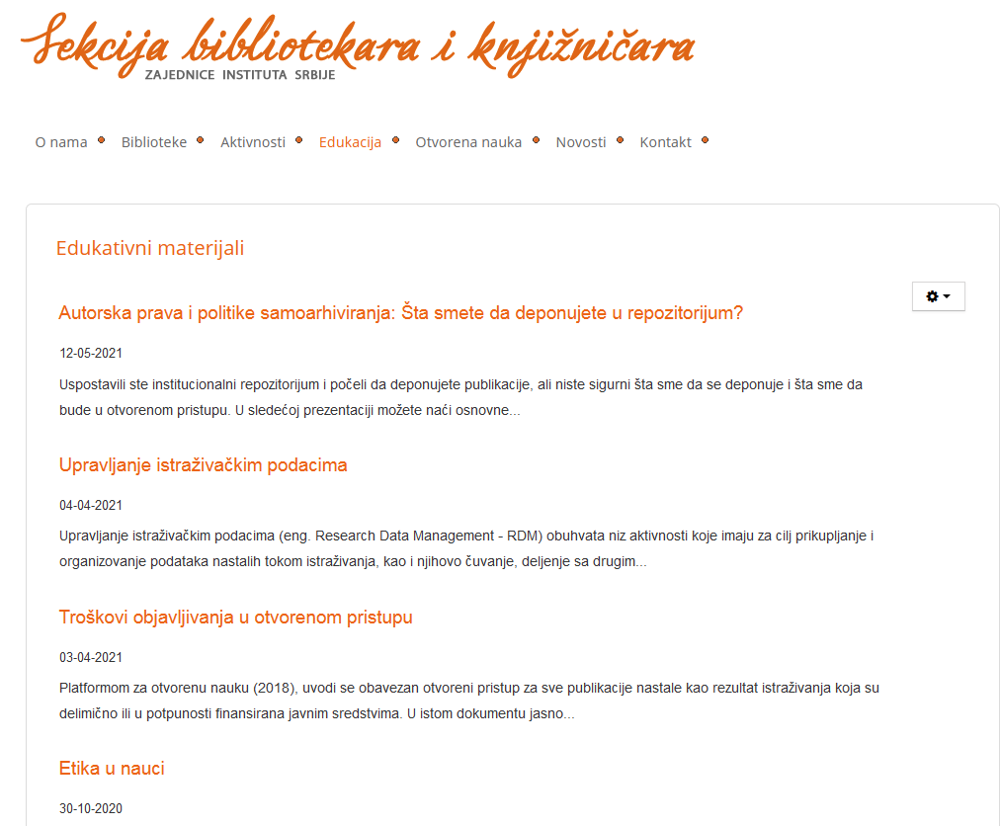 Sekcija bibliotekara i knjižničara
ZAJEDNICE INSTITUTA SRBIJE
O nama Biblioteke Aktivnosti Edukacija Otvorena nauka Novosti Kontakt
Edukativni materijali
Autorska prava i politike samoarhiviranja: Šta smete da deponujete u repozitorijum?
12-05-2021
Uspostavili ste institucionalni repozitorijum i počeli da deponujete publikacije, ali niste sigurni šta sme da se deponuje i šta sme da
bude u otvorenom pristupu. U sledećoj prezentaciji možete naći osnovne...
Upravljanje istraživačkim podacima
04-04-2021
Upravljanje istraživačkim podacima (eng. Research Data Management - RDM) obuhvata niz aktivnosti koje imaju za cilj prikupljanje i
organizovanje podataka nastalih tokom istraživanja, kao i njihovo čuvanje, deljenje sa drugim...
Troškovi objavljivanja u otvorenom pristupu
03-04-2021
Platformom za otvorenu nauku (2018), uvodi se obavezan otvoreni pristup za sve publikacije nastale kao rezultat istraživanja koja su
delimično ili u potpunosti finansirana javnim sredstvima. U istom dokumentu jasno...
Etika u nauci
30-10-2020